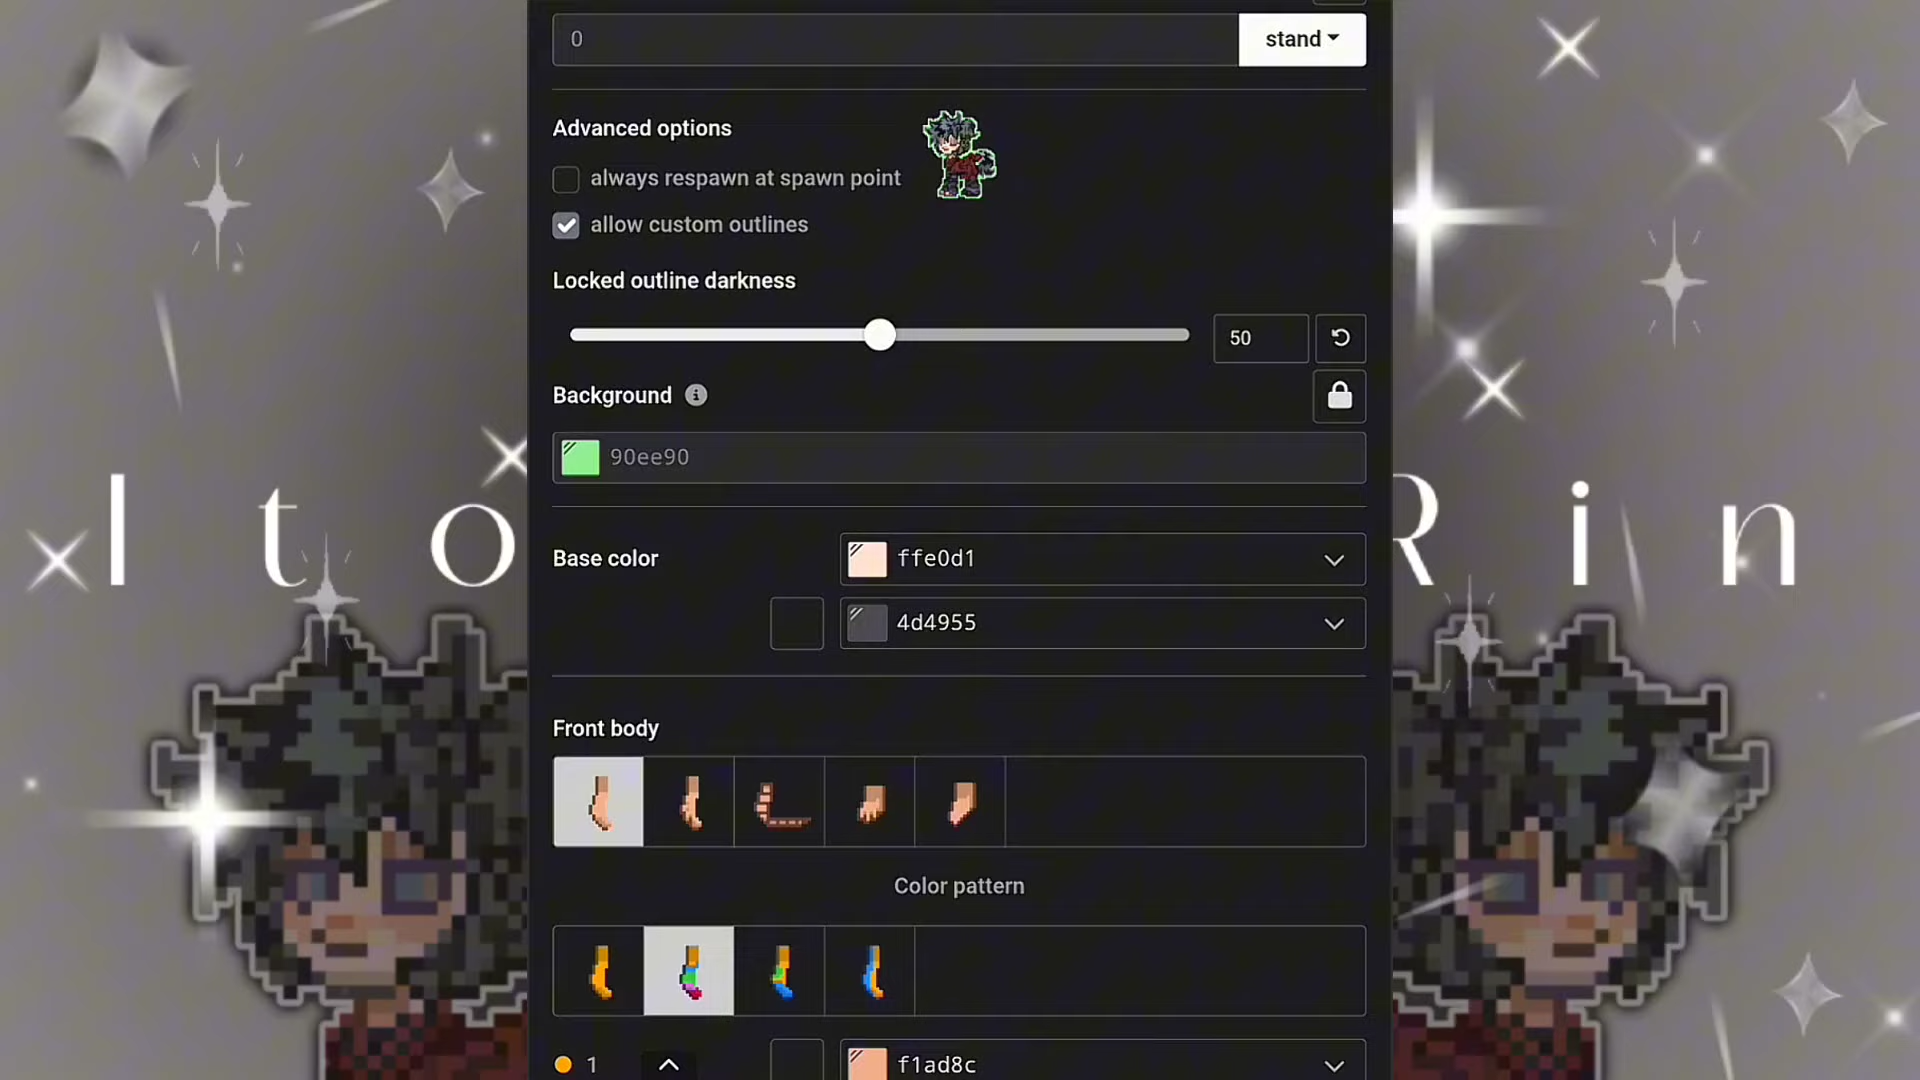 0
stand
Advanced options
always respawn at spawn point
allow custom outlines
Locked outline darkness
50
Background
90ee90
I t o R i n
Base color
ffe0d1
4d4955
Front body
Color pattern
1
f1ad8c